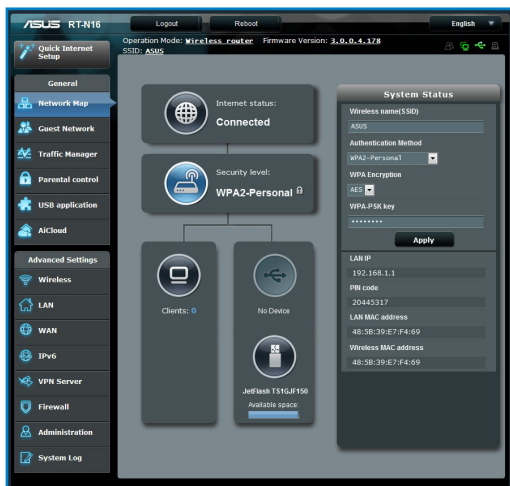 ASUS RT-N16
Logout
Reboot
English
Operation Mode: Wireless router Firmware Version: 3.0.0.4.178
SSID: ASUS
Quick Internet
Setup
General
Network Map
Guest Network
Traffic Manager
Parental control
USB application
AiCloud
Advanced Settings
Wireless
LAN
WAN
IPv6
VPN Server
Firewall
Administration
System Log
Internet status:
Connected
Security level:
WPA2-Personal
Clients: 0
No Device
JetFlash TS1GJF150
Available space:
System Status
Wireless name(SSID)
ASUS
Authentication Method
WPA2-Personal
WPA Encryption
AES
WPA-PSK key
••••••••
Apply
LAN IP
192.168.1.1
PIN code
20445317
LAN MAC address
48:5B:39:E7:F4:69
Wireless MAC address
48:5B:39:E7:F4:69